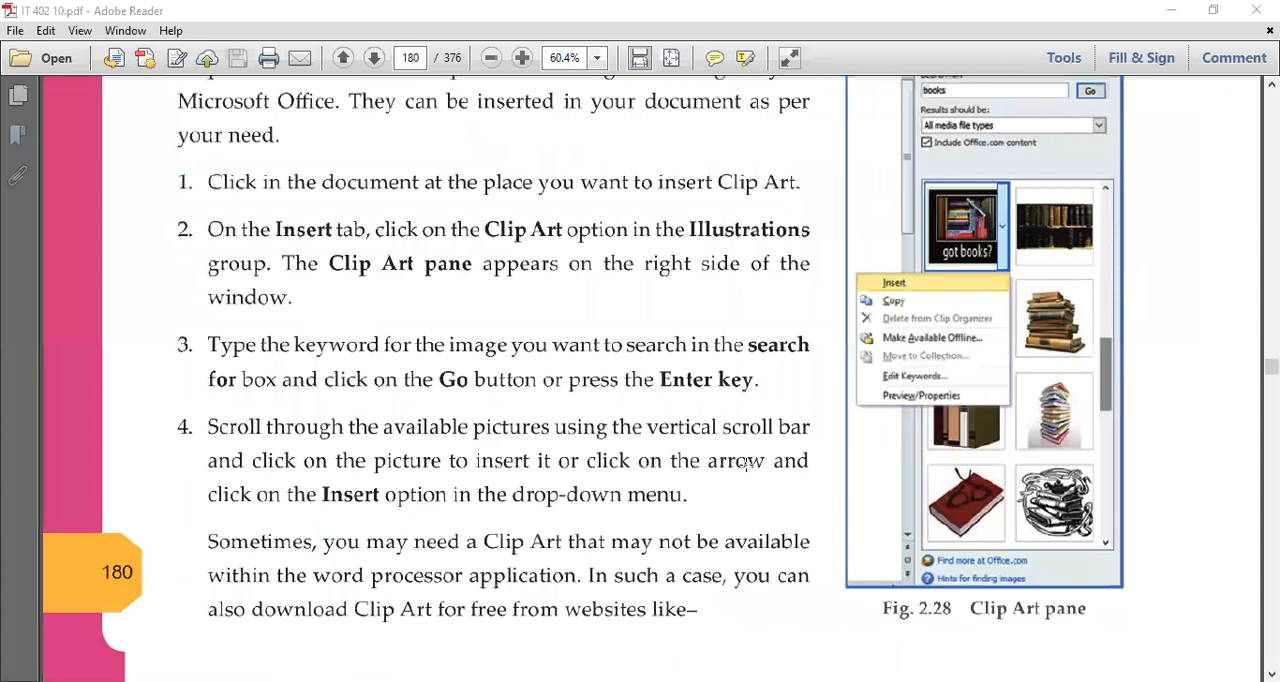 IT 402 10.pdf - Adobe Reader
File Edit View Window Help
Open 180 / 376 60.4% Tools Fill & Sign Comment
Microsoft Office. They can be inserted in your document as per
your need.
1. Click in the document at the place you want to insert Clip Art.
2. On the Insert tab, click on the Clip Art option in the Illustrations
group. The Clip Art pane appears on the right side of the
window.
3. Type the keyword for the image you want to search in the search
for box and click on the Go button or press the Enter key.
4. Scroll through the available pictures using the vertical scroll bar
and click on the picture to insert it or click on the arrow and
click on the Insert option in the drop-down menu.
Sometimes, you may need a Clip Art that may not be available
within the word processor application. In such a case, you can
also download Clip Art for free from websites like–
180
books
Go
Results should be:
All media file types
Include Office.com content
got books?
Insert
Copy
Delete from Clip Organizer
Make Available Offline...
Move to Collection...
Edit Keywords...
Preview/Properties
Find more at Office.com
Hints for finding images
Fig. 2.28 Clip Art pane